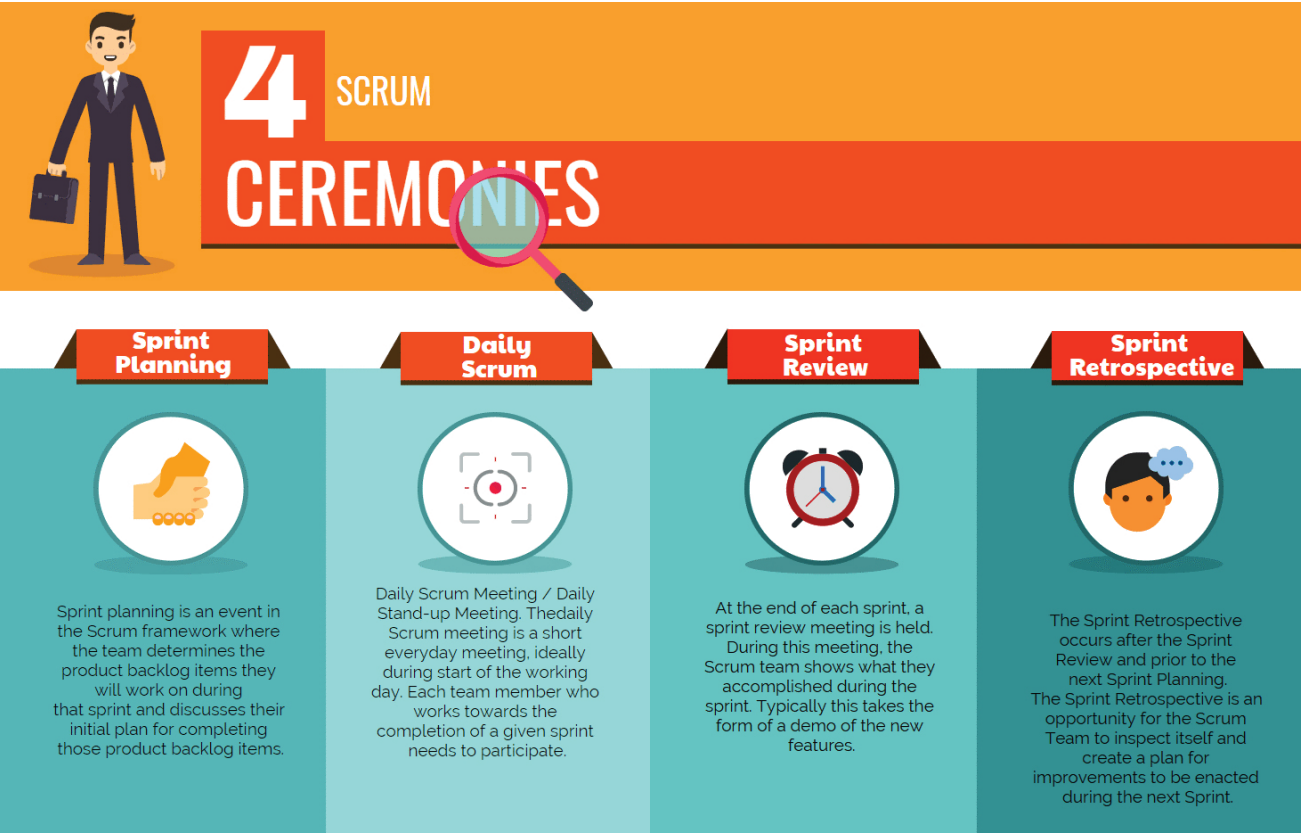 4 SCRUM
CEREMONIES
Sprint
Planning
Sprint planning is an event in
the Scrum framework where
the team determines the
product backlog items they
will work on during
that sprint and discusses their
initial plan for completing
those product backlog items.
Daily
Scrum
Daily Scrum Meeting / Daily
Stand-up Meeting. Thedaily
Scrum meeting is a short
everyday meeting, ideally
during start of the working
day. Each team member who
works towards the
completion of a given sprint
needs to participate.
Sprint
Review
At the end of each sprint, a
sprint review meeting is held.
During this meeting, the
Scrum team shows what they
accomplished during the
sprint. Typically this takes the
form of a demo of the new
features.
Sprint
Retrospective
The Sprint Retrospective
occurs after the Sprint
Review and prior to the
next Sprint Planning.
The Sprint Retrospective is an
opportunity for the Scrum
Team to inspect itself and
create a plan for
improvements to be enacted
during the next Sprint.